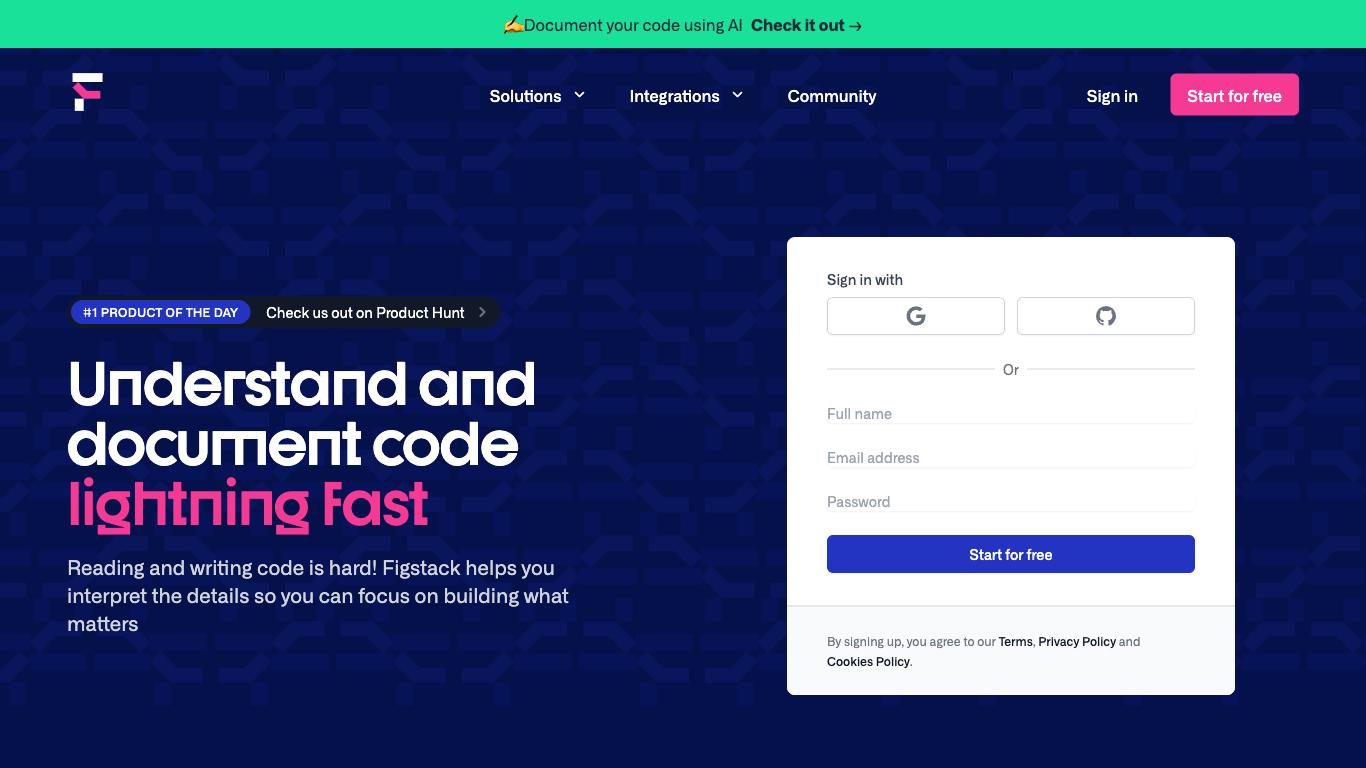 ✍️Document your code using AI Check it out →
Solutions
Integrations
Community
Sign in
Start for free
#1 PRODUCT OF THE DAY
Check us out on Product Hunt
Understand and
document code
lightning fast
Reading and writing code is hard! Figstack helps you
interpret the details so you can focus on building what
matters
Sign in with
Or
Full name
Email address
Password
Start for free
By signing up, you agree to our Terms, Privacy Policy and
Cookies Policy.